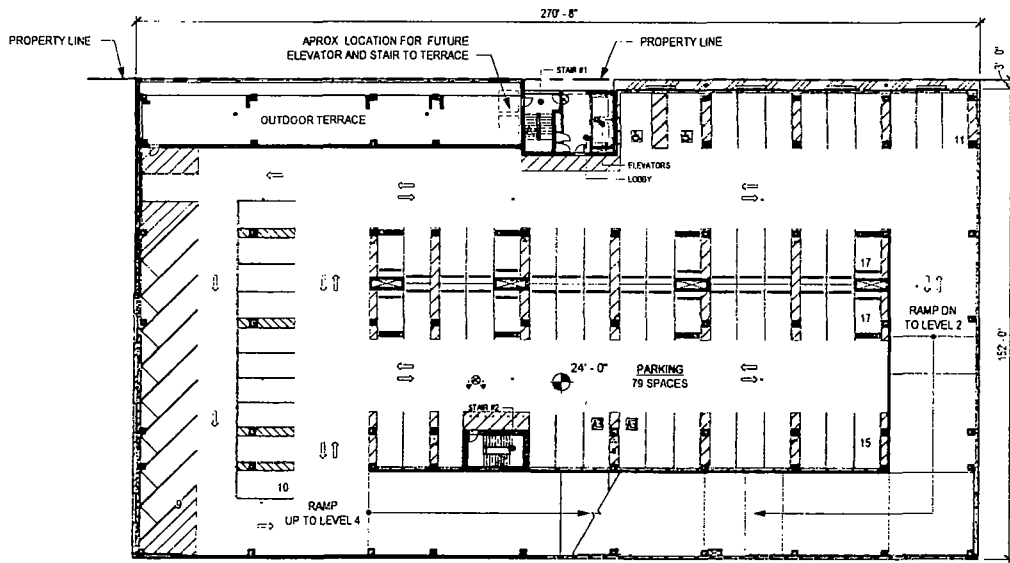 270' - 8"
PROPERTY LINE
APROX LOCATION FOR FUTURE
ELEVATOR AND STAIR TO TERRACE
PROPERTY LINE
STAIR #1
3' 0"
OUTDOOR TERRACE
11
ELEVATORS
LOBBY
17
17
RAMP DN
TO LEVEL 2
152'-0"
24' - 0"
PARKING
79 SPACES
STAIR #2
15
10
9
RAMP
UP TO LEVEL 4